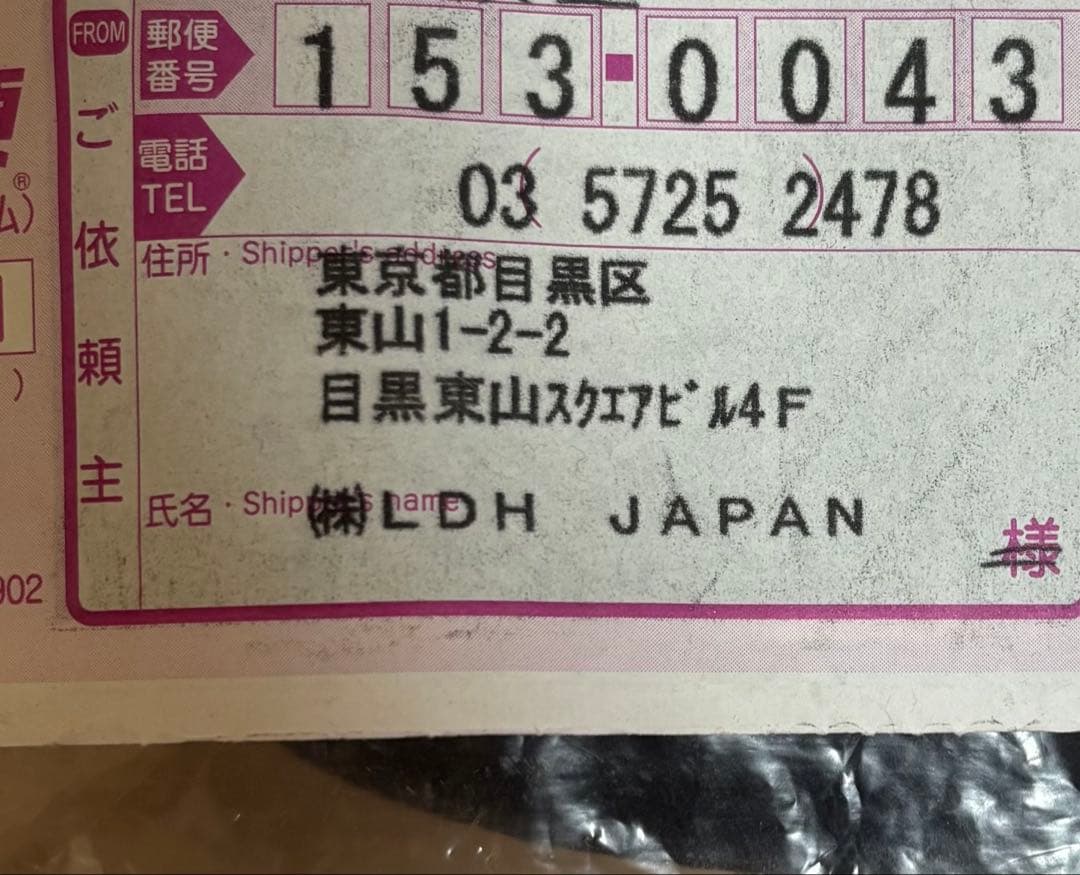 FROM
ご依頼主
郵便番号
153-0043
電話
TEL
03 5725 2478
住所・Shipper's address
東京都目黒区
東山1-2-2
目黒東山スクエアビル4F
氏名・Shipper's name
㈱LDH JAPAN
様
902